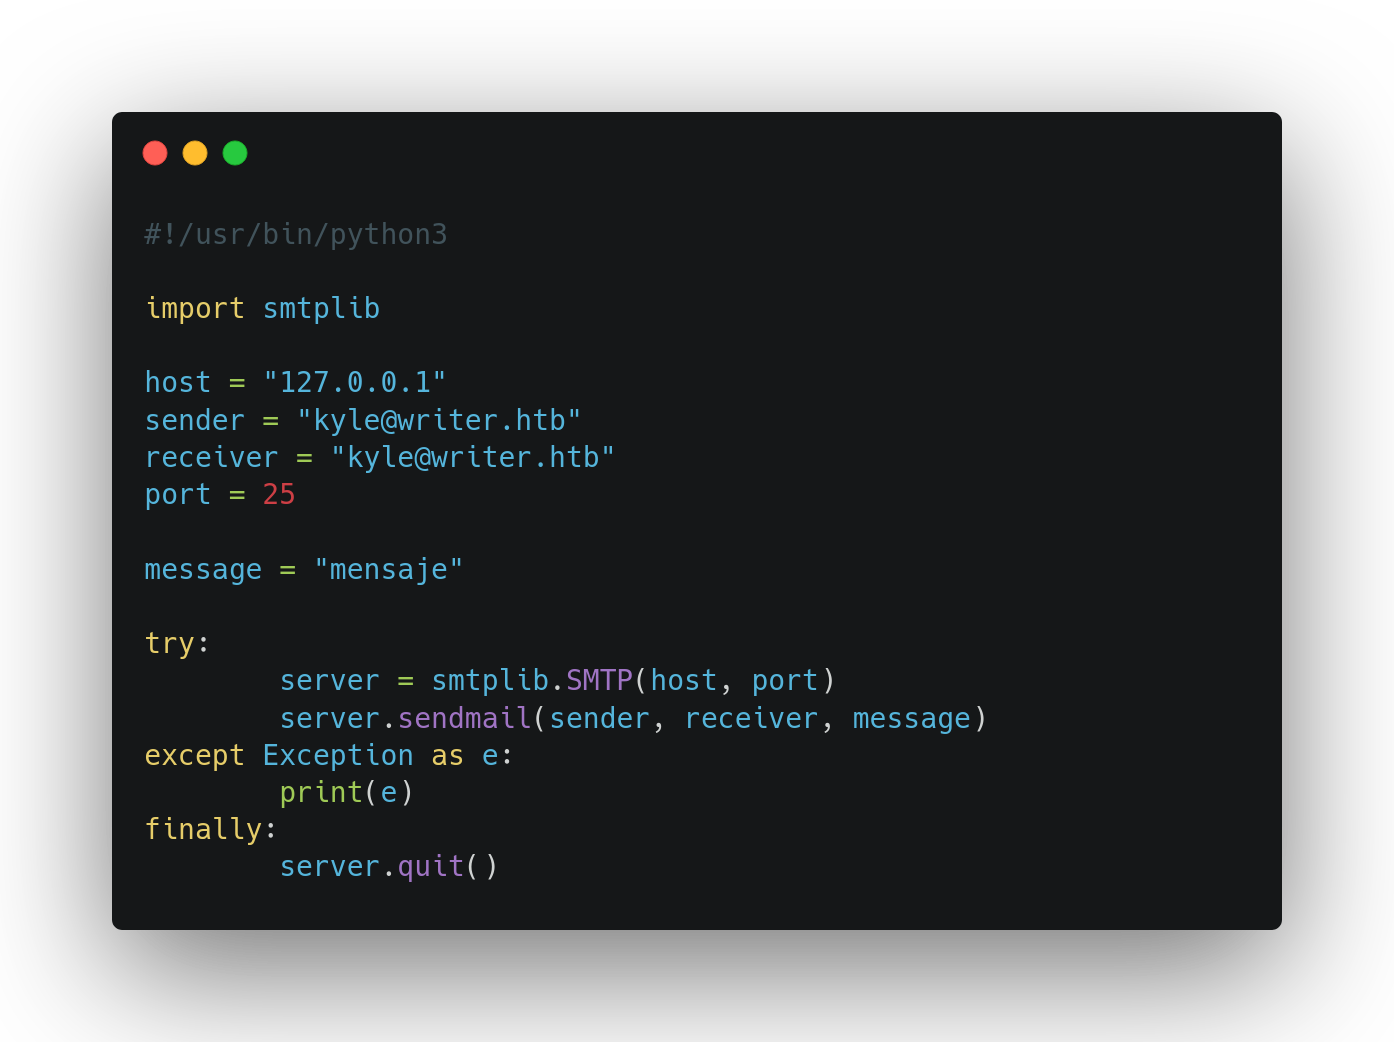 #!/usr/bin/python3
import smtplib
host = "127.0.0.1"
sender = "kyle@writer.htb"
receiver = "kyle@writer.htb"
port = 25
message = "mensaje"
try:
        server = smtplib.SMTP(host, port)
        server.sendmail(sender, receiver, message)
except Exception as e:
        print(e)
finally:
        server.quit()